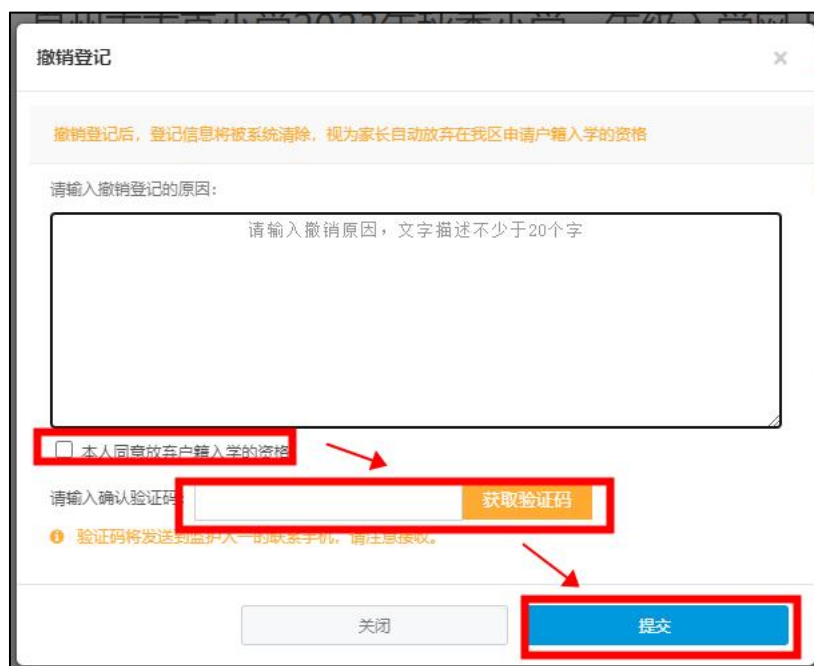 撤销登记
×
撤销登记后，登记信息将被系统清除，视为家长自动放弃在我区申请户籍入学的资格
请输入撤销登记的原因：
请输入撤销原因，文字描述不少于20个字
本人同意放弃户籍入学的资格
请输入确认验证码： 获取验证码
验证码将发送到监护人一的联系手机，请注意接收。
关闭 提交